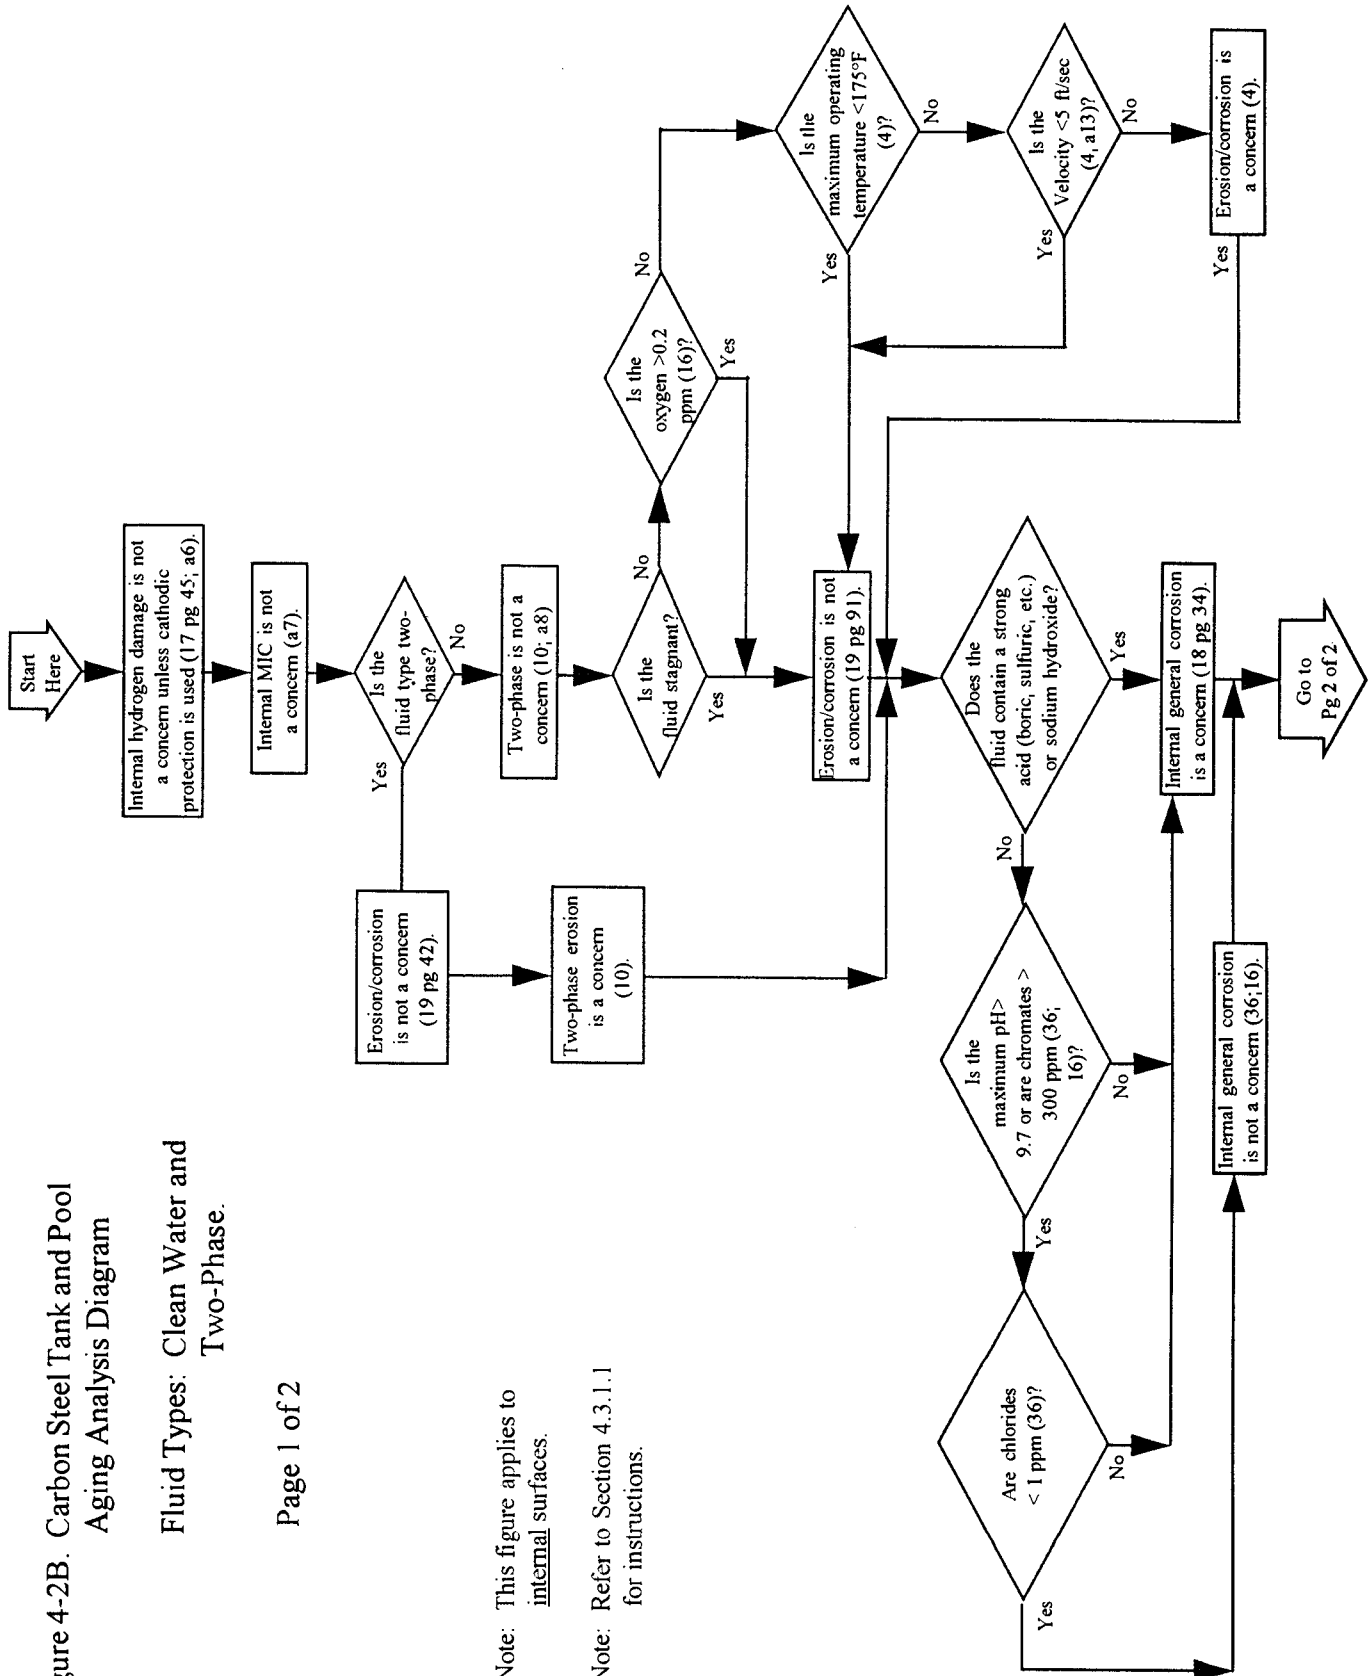 gure 4-2B. Carbon Steel Tank and Pool
Aging Analysis Diagram
Fluid Types: Clean Water and
Two-Phase.
Page 1 of 2
Note: This figure applies to
internal surfaces.
Note: Refer to Section 4.3.1.1
for instructions.
Start
Here
Internal hydrogen damage is not
a concern unless cathodic
protection is used (17 pg 45; a6).
Internal MIC is not
a concern (a7).
Is the
fluid type two-
phase?
Yes
No
Erosion/corrosion
is not a concern
(19 pg 42).
Two-phase erosion
is a concern
(10).
Two-phase is not a
concern (10; a8)
Is the
fluid stagnant?
No
Yes
Is the
oxygen >0.2
ppm (16)?
No
Yes
Is the
maximum operating
temperature <175°F
(4)?
Yes
No
Is the
Velocity <5 ft/sec
(4, a13)?
Yes
No
Erosion/corrosion is
a concern (4).
Yes
Erosion/corrosion is not
a concern (19 pg 91).
Does the
fluid contain a strong
acid (boric, sulfuric, etc.)
or sodium hydroxide?
No
Yes
Is the
maximum pH>
9.7 or are chromates >
300 ppm (36;
16)?
Yes
No
Are chlorides
< 1 ppm (36)?
Yes
No
Internal general corrosion
is a concern (18 pg 34).
Internal general corrosion
is not a concern (36;16).
Go to
Pg 2 of 2